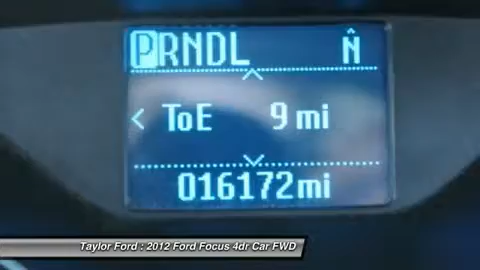 PRNDL N
ToE 9 mi
016172mi
Taylor Ford : 2012 Ford Focus 4dr Car FWD